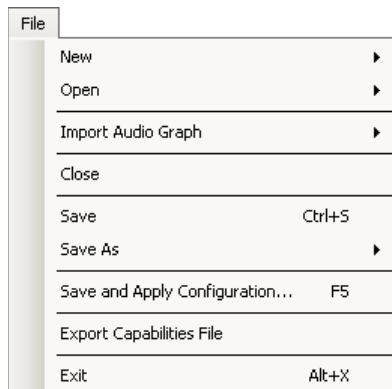 File
New
Open
Import Audio Graph
Close
Save Ctrl+S
Save As
Save and Apply Configuration... F5
Export Capabilities File
Exit Alt+X